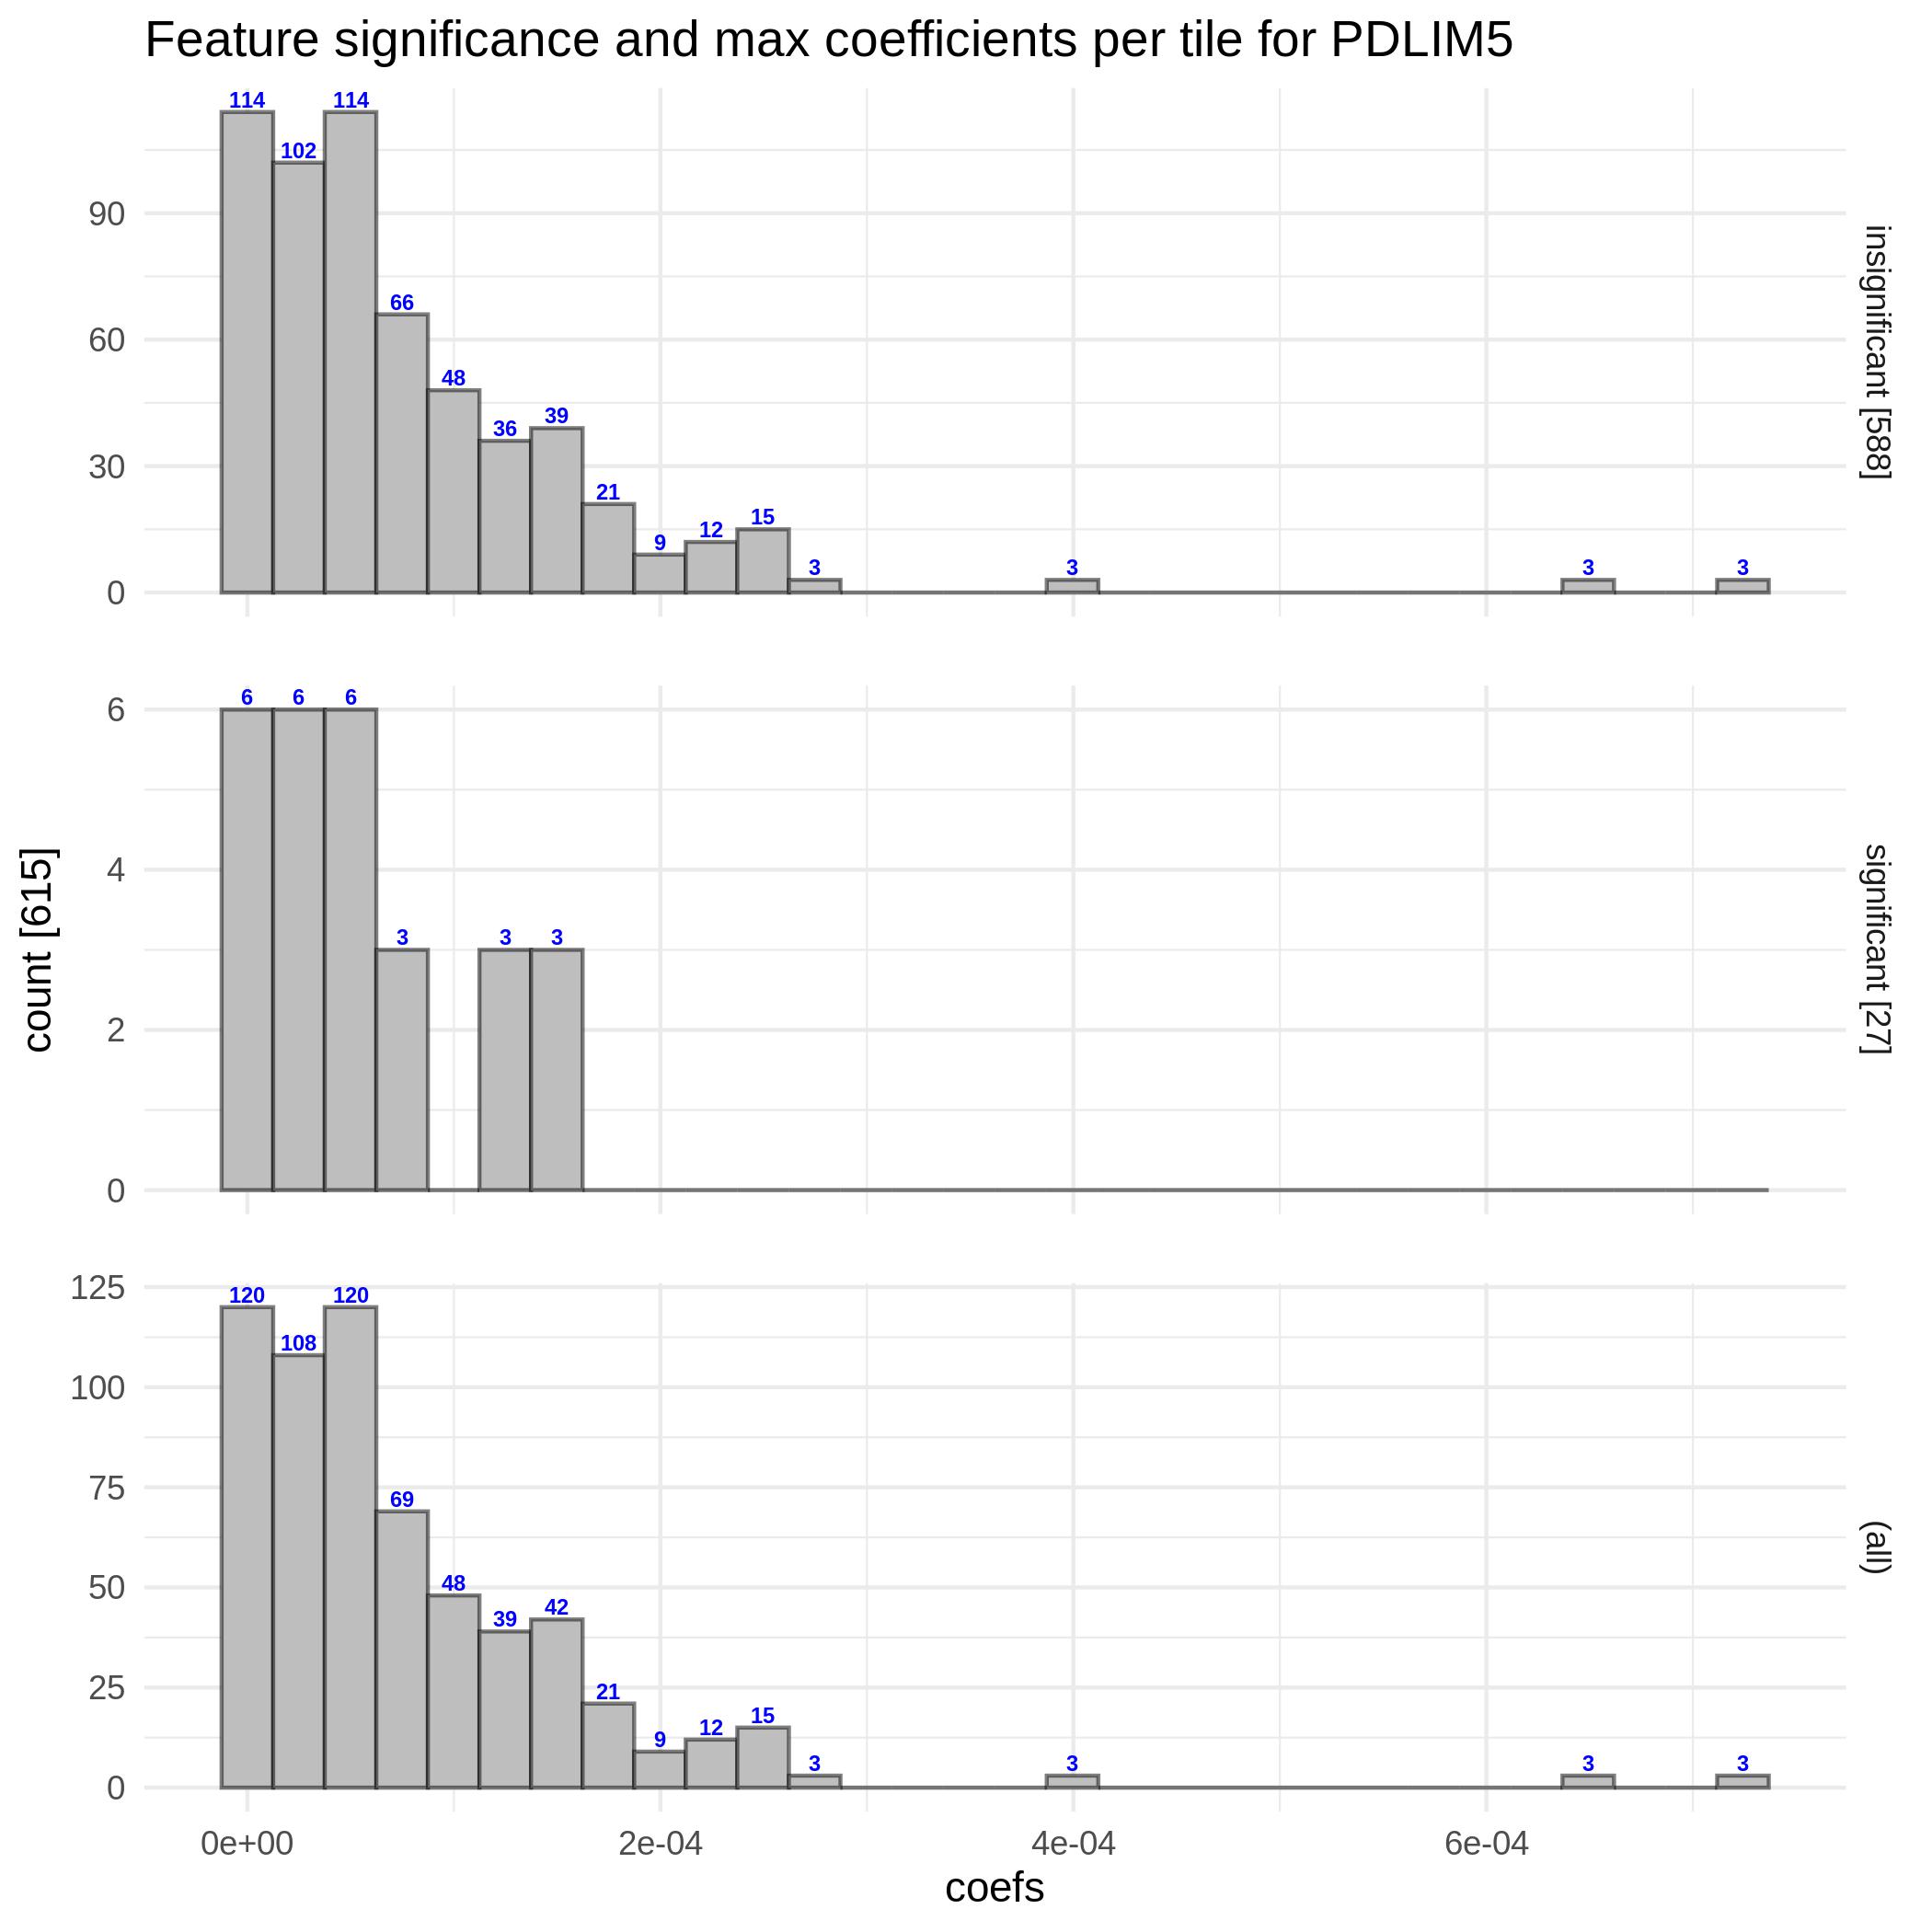 Feature significance and max coefficients per tile for PDLIM5
114 102 114 66 48 36 39 21 9 12 15 3 3 3 3
90
60
30
0
insignificant [588]
6 6 6 3 3 3
6
4
2
0
significant [27]
count [615]
120 108 120 69 48 39 42 21 9 12 15 3 3 3 3
125
100
75
50
25
0
(all)
0e+00 2e-04 4e-04 6e-04
coefs